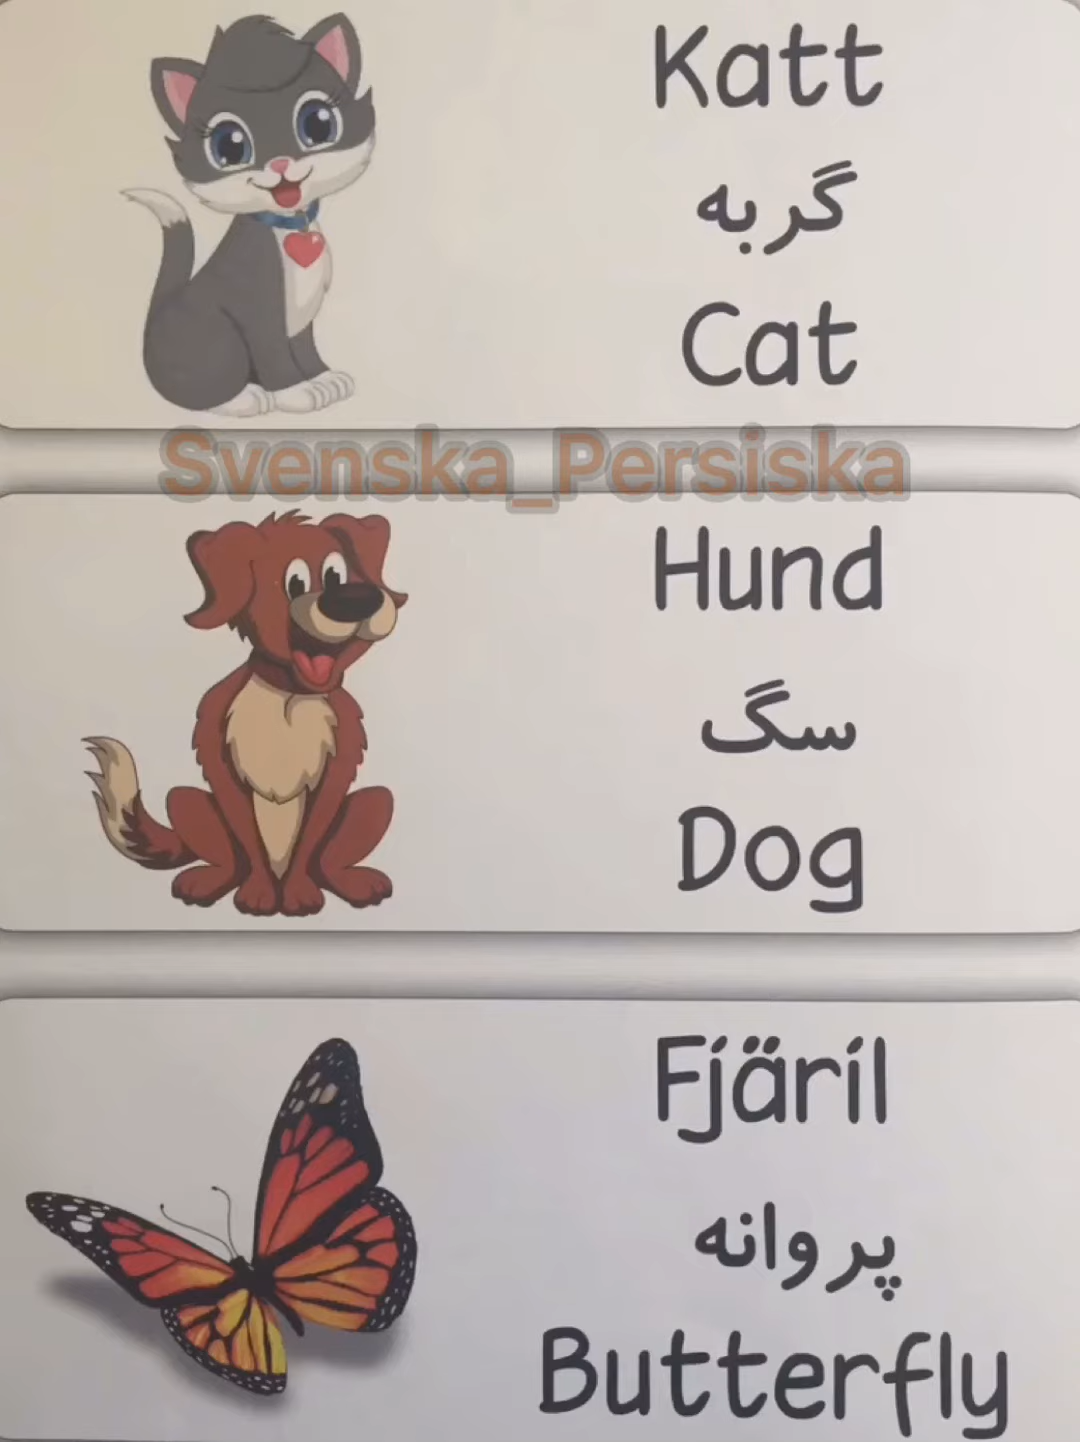 Katt
گربه
Cat
Svenska_Persiska
Hund
سگ
Dog
Fjäril
پروانه
Butterfly